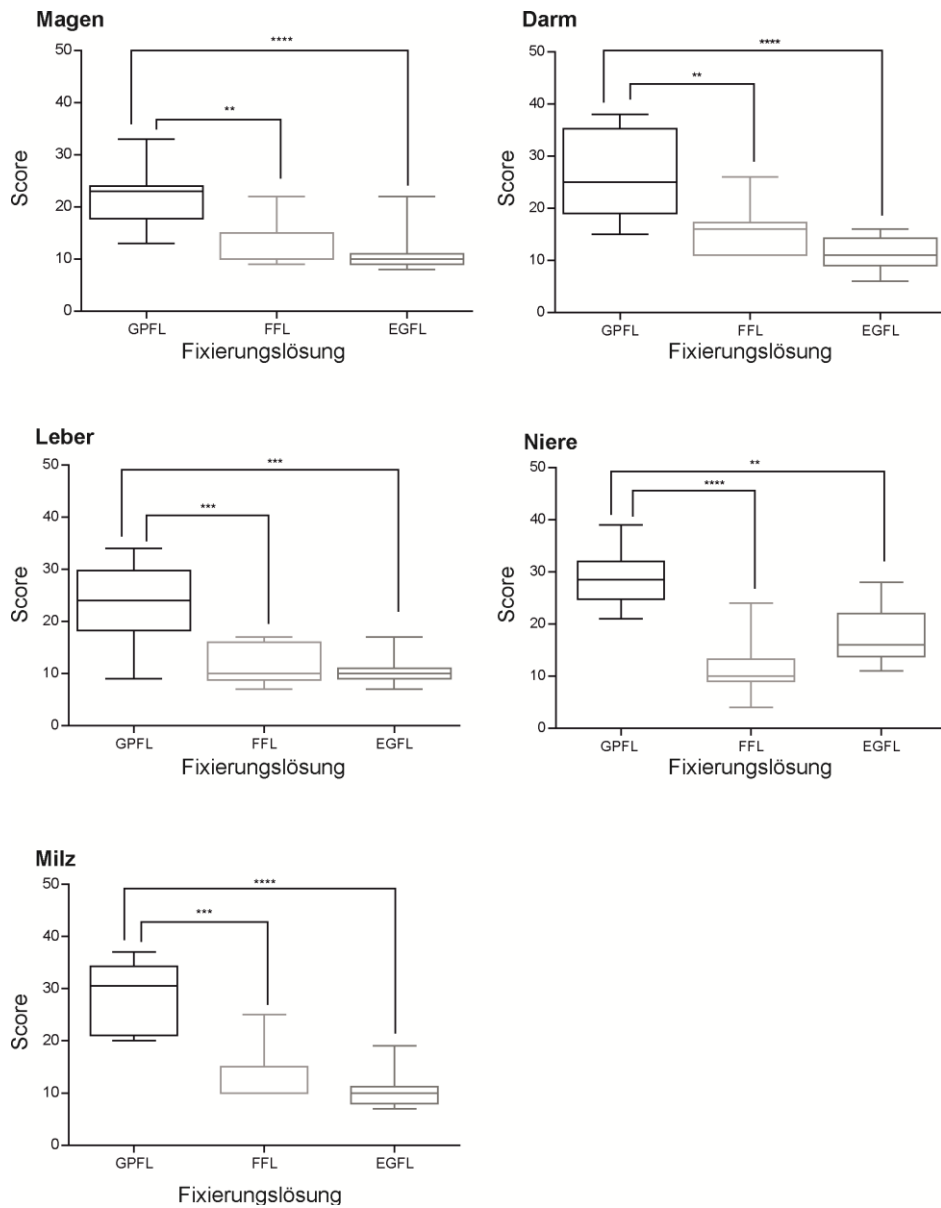 Magen
****
**
50
40
30
20
10
0
Score
GPFL FFL EGFL
Fixierungslösung
Darm
****
**
50
40
30
20
10
0
Score
GPFL FFL EGFL
Fixierungslösung
Leber
***
***
50
40
30
20
10
0
Score
GPFL FFL EGFL
Fixierungslösung
Niere
**
****
50
40
30
20
10
0
Score
GPFL FFL EGFL
Fixierungslösung
Milz
****
***
50
40
30
20
10
0
Score
GPFL FFL EGFL
Fixierungslösung